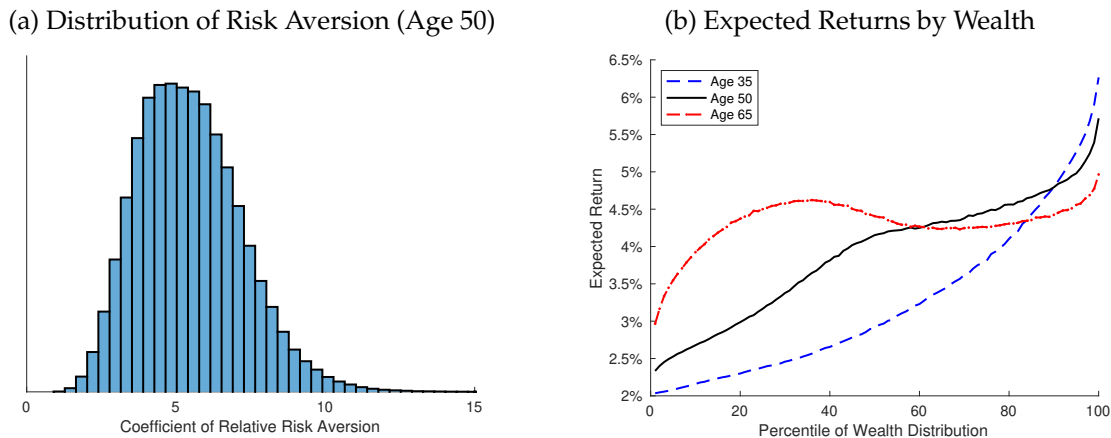 (a) Distribution of Risk Aversion (Age 50)
0
5
10
15
Coefficient of Relative Risk Aversion
(b) Expected Returns by Wealth
6.5%
6%
5.5%
5%
4.5%
4%
3.5%
3%
2.5%
2%
Expected Return
Age 35
Age 50
Age 65
0
20
40
60
80
100
Percentile of Wealth Distribution